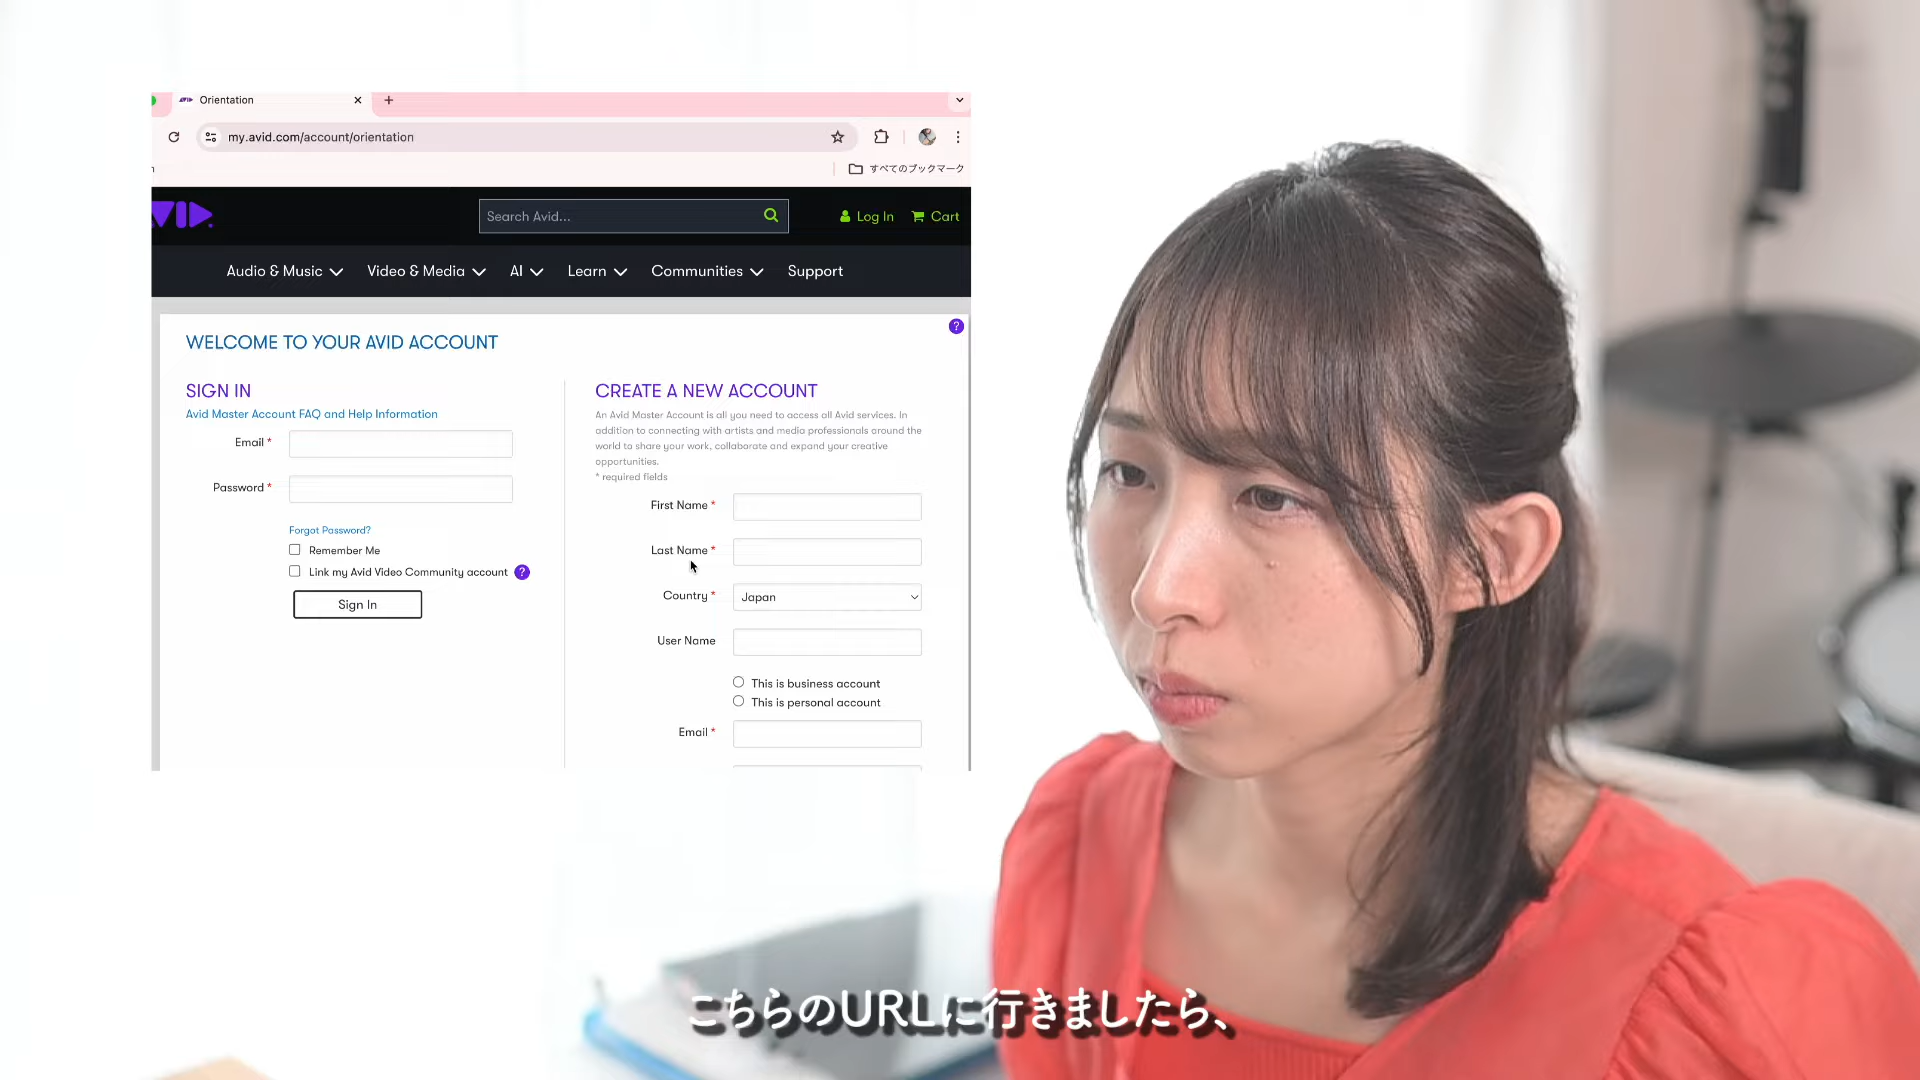 Orientation
my.avid.com/account/orientation
すべてのブックマーク
Search Avid...
Log In
Cart
Audio & Music
Video & Media
AI
Learn
Communities
Support
WELCOME TO YOUR AVID ACCOUNT
SIGN IN
Avid Master Account FAQ and Help Information
Email *
Password *
Forgot Password?
Remember Me
Link my Avid Video Community account ?
Sign In
CREATE A NEW ACCOUNT
An Avid Master Account is all you need to access all Avid services. In
addition to connecting with artists and media professionals around the
world to share your work, collaborate and expand your creative
opportunities.
* required fields
First Name *
Last Name *
Country *
Japan
User Name
This is business account
This is personal account
Email *
こちらのURLに行きましたら、